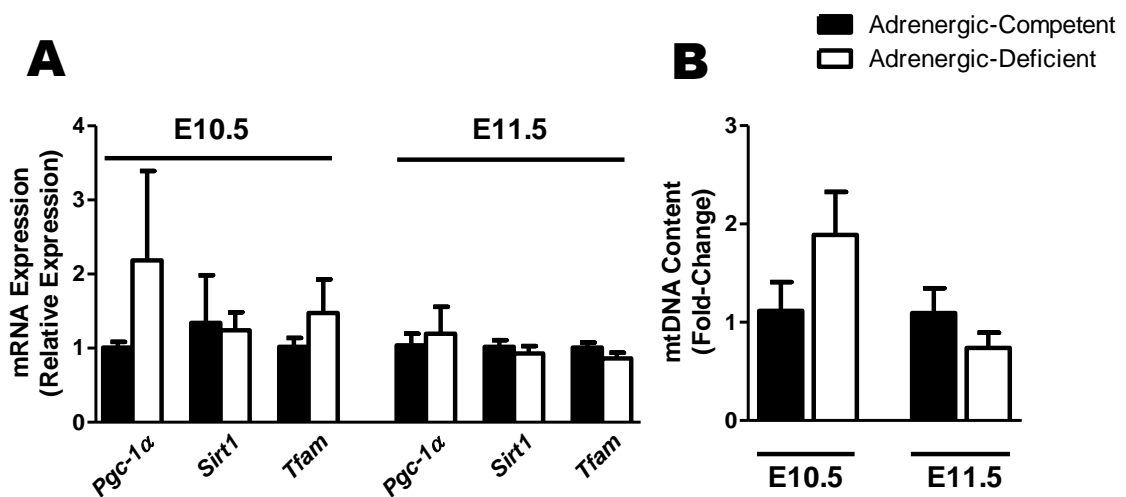 Adrenergic-Competent
Adrenergic-Deficient
A
E10.5
E11.5
mRNA Expression
(Relative Expression)
4
3
2
1
0
Pgc-1α
Sirt1
Tfam
Pgc-1α
Sirt1
Tfam
B
mtDNA Content
(Fold-Change)
3
2
1
0
E10.5
E11.5